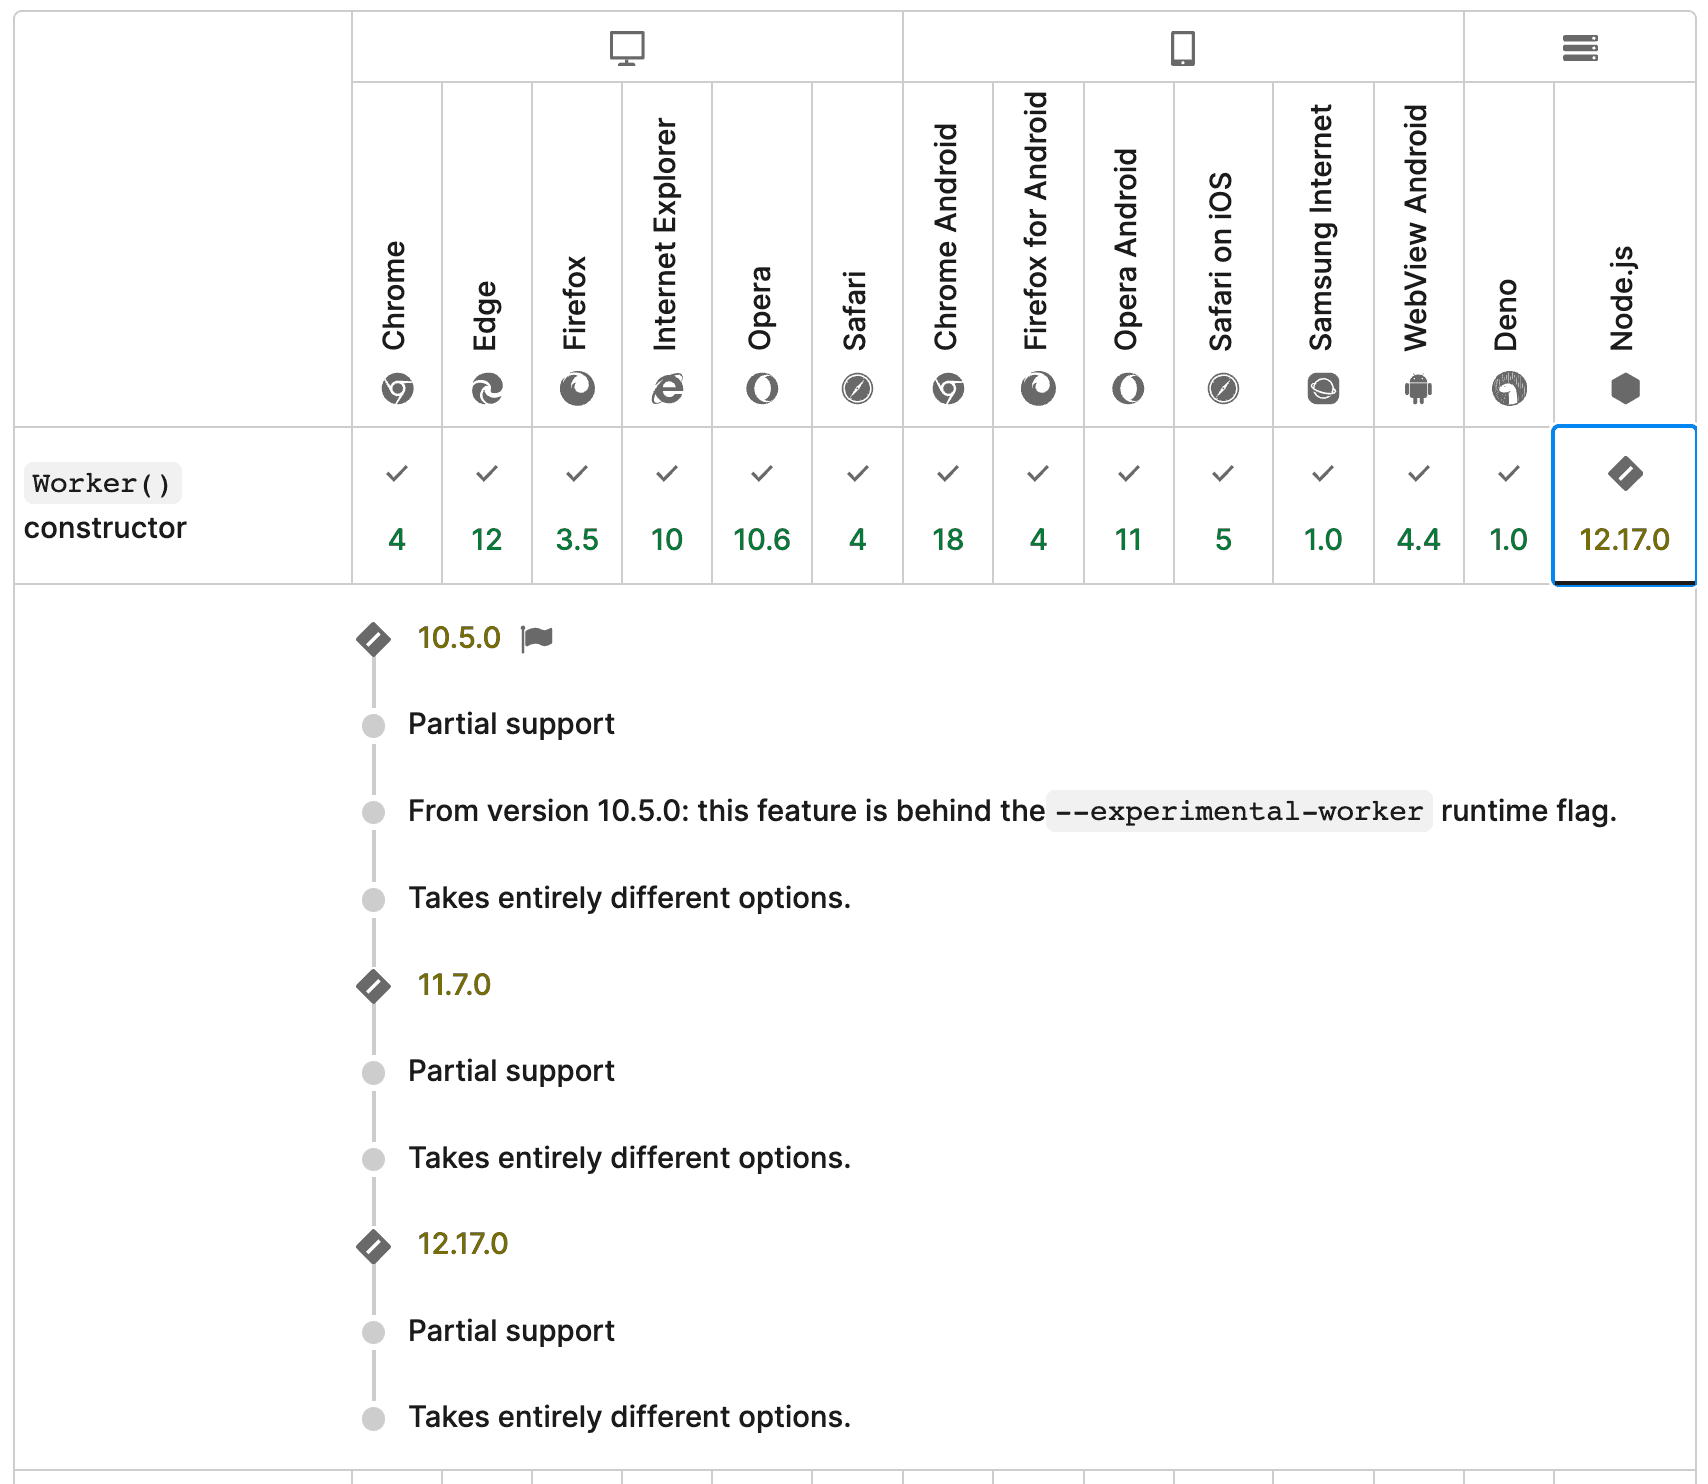 Chrome
Edge
Firefox
Internet Explorer
Opera
Safari
Chrome Android
Firefox for Android
Opera Android
Safari on iOS
Samsung Internet
WebView Android
Deno
Node.js
Worker()
constructor
4 12 3.5 10 10.6 4 18 4 11 5 1.0 4.4 1.0 12.17.0
10.5.0
Partial support
From version 10.5.0: this feature is behind the --experimental-worker runtime flag.
Takes entirely different options.
11.7.0
Partial support
Takes entirely different options.
12.17.0
Partial support
Takes entirely different options.